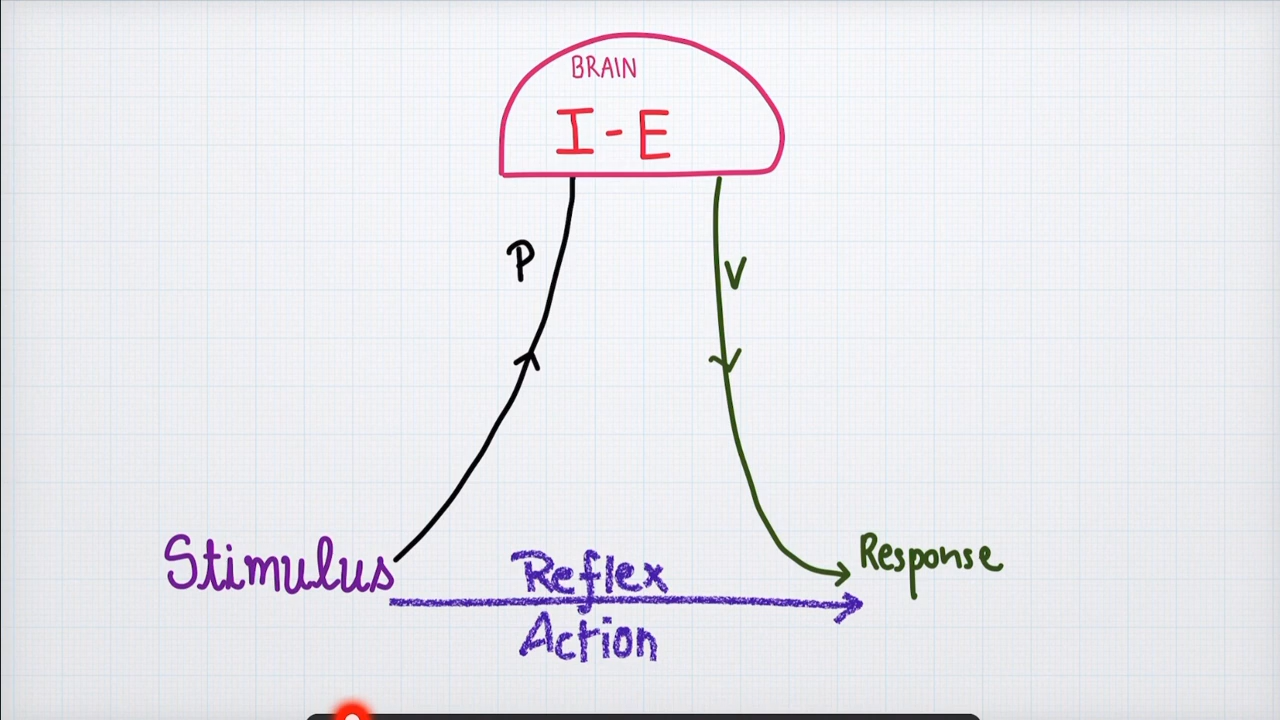 BRAIN
I-E
P
V
Stimulus
Reflex
Action
Response